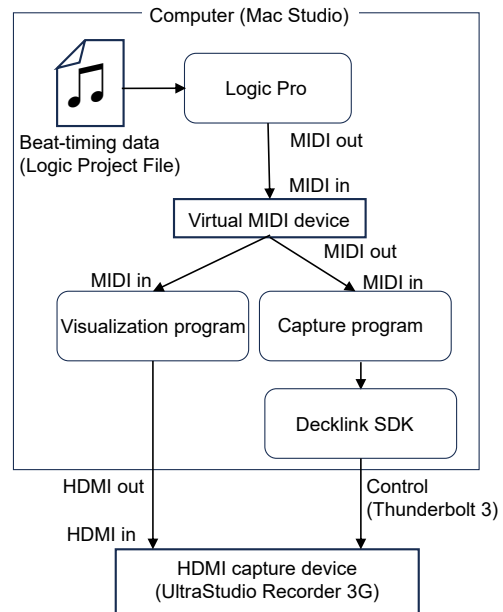 Computer (Mac Studio)
Logic Pro
Beat-timing data
(Logic Project File)
MIDI out
MIDI in
Virtual MIDI device
MIDI out
MIDI in
MIDI in
Visualization program
Capture program
Decklink SDK
HDMI out
Control
(Thunderbolt 3)
HDMI in
HDMI capture device
(UltraStudio Recorder 3G)